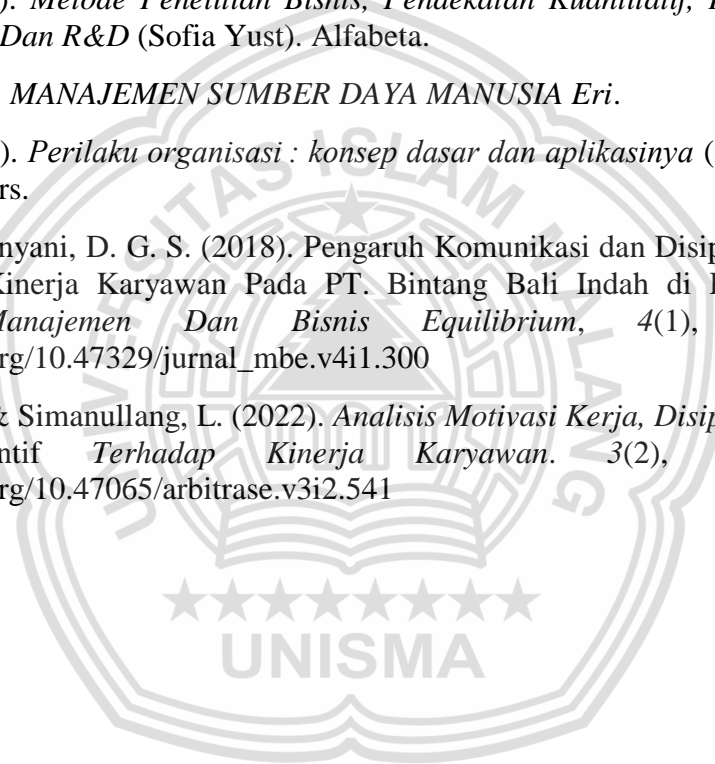 ). Metode Penelitian Bisnis, Pendekatan Kuantitatif,
Dan R&D (Sofia Yust). Alfabeta.
MANAJEMEN SUMBER DAYA MANUSIA Eri.
). Perilaku organisasi : konsep dasar dan aplikasinya (
rs.
nyani, D. G. S. (2018). Pengaruh Komunikasi dan Disip
Kinerja Karyawan Pada PT. Bintang Bali Indah di
Manajemen Dan Bisnis Equilibrium, 4(1),
rg/10.47329/jurnal_mbe.v4i1.300
& Simanullang, L. (2022). Analisis Motivasi Kerja, Disip
ntif Terhadap Kinerja Karyawan. 3(2),
rg/10.47065/arbitrase.v3i2.541
UNIVERSITAS ISLAM MALANG
UNISMA